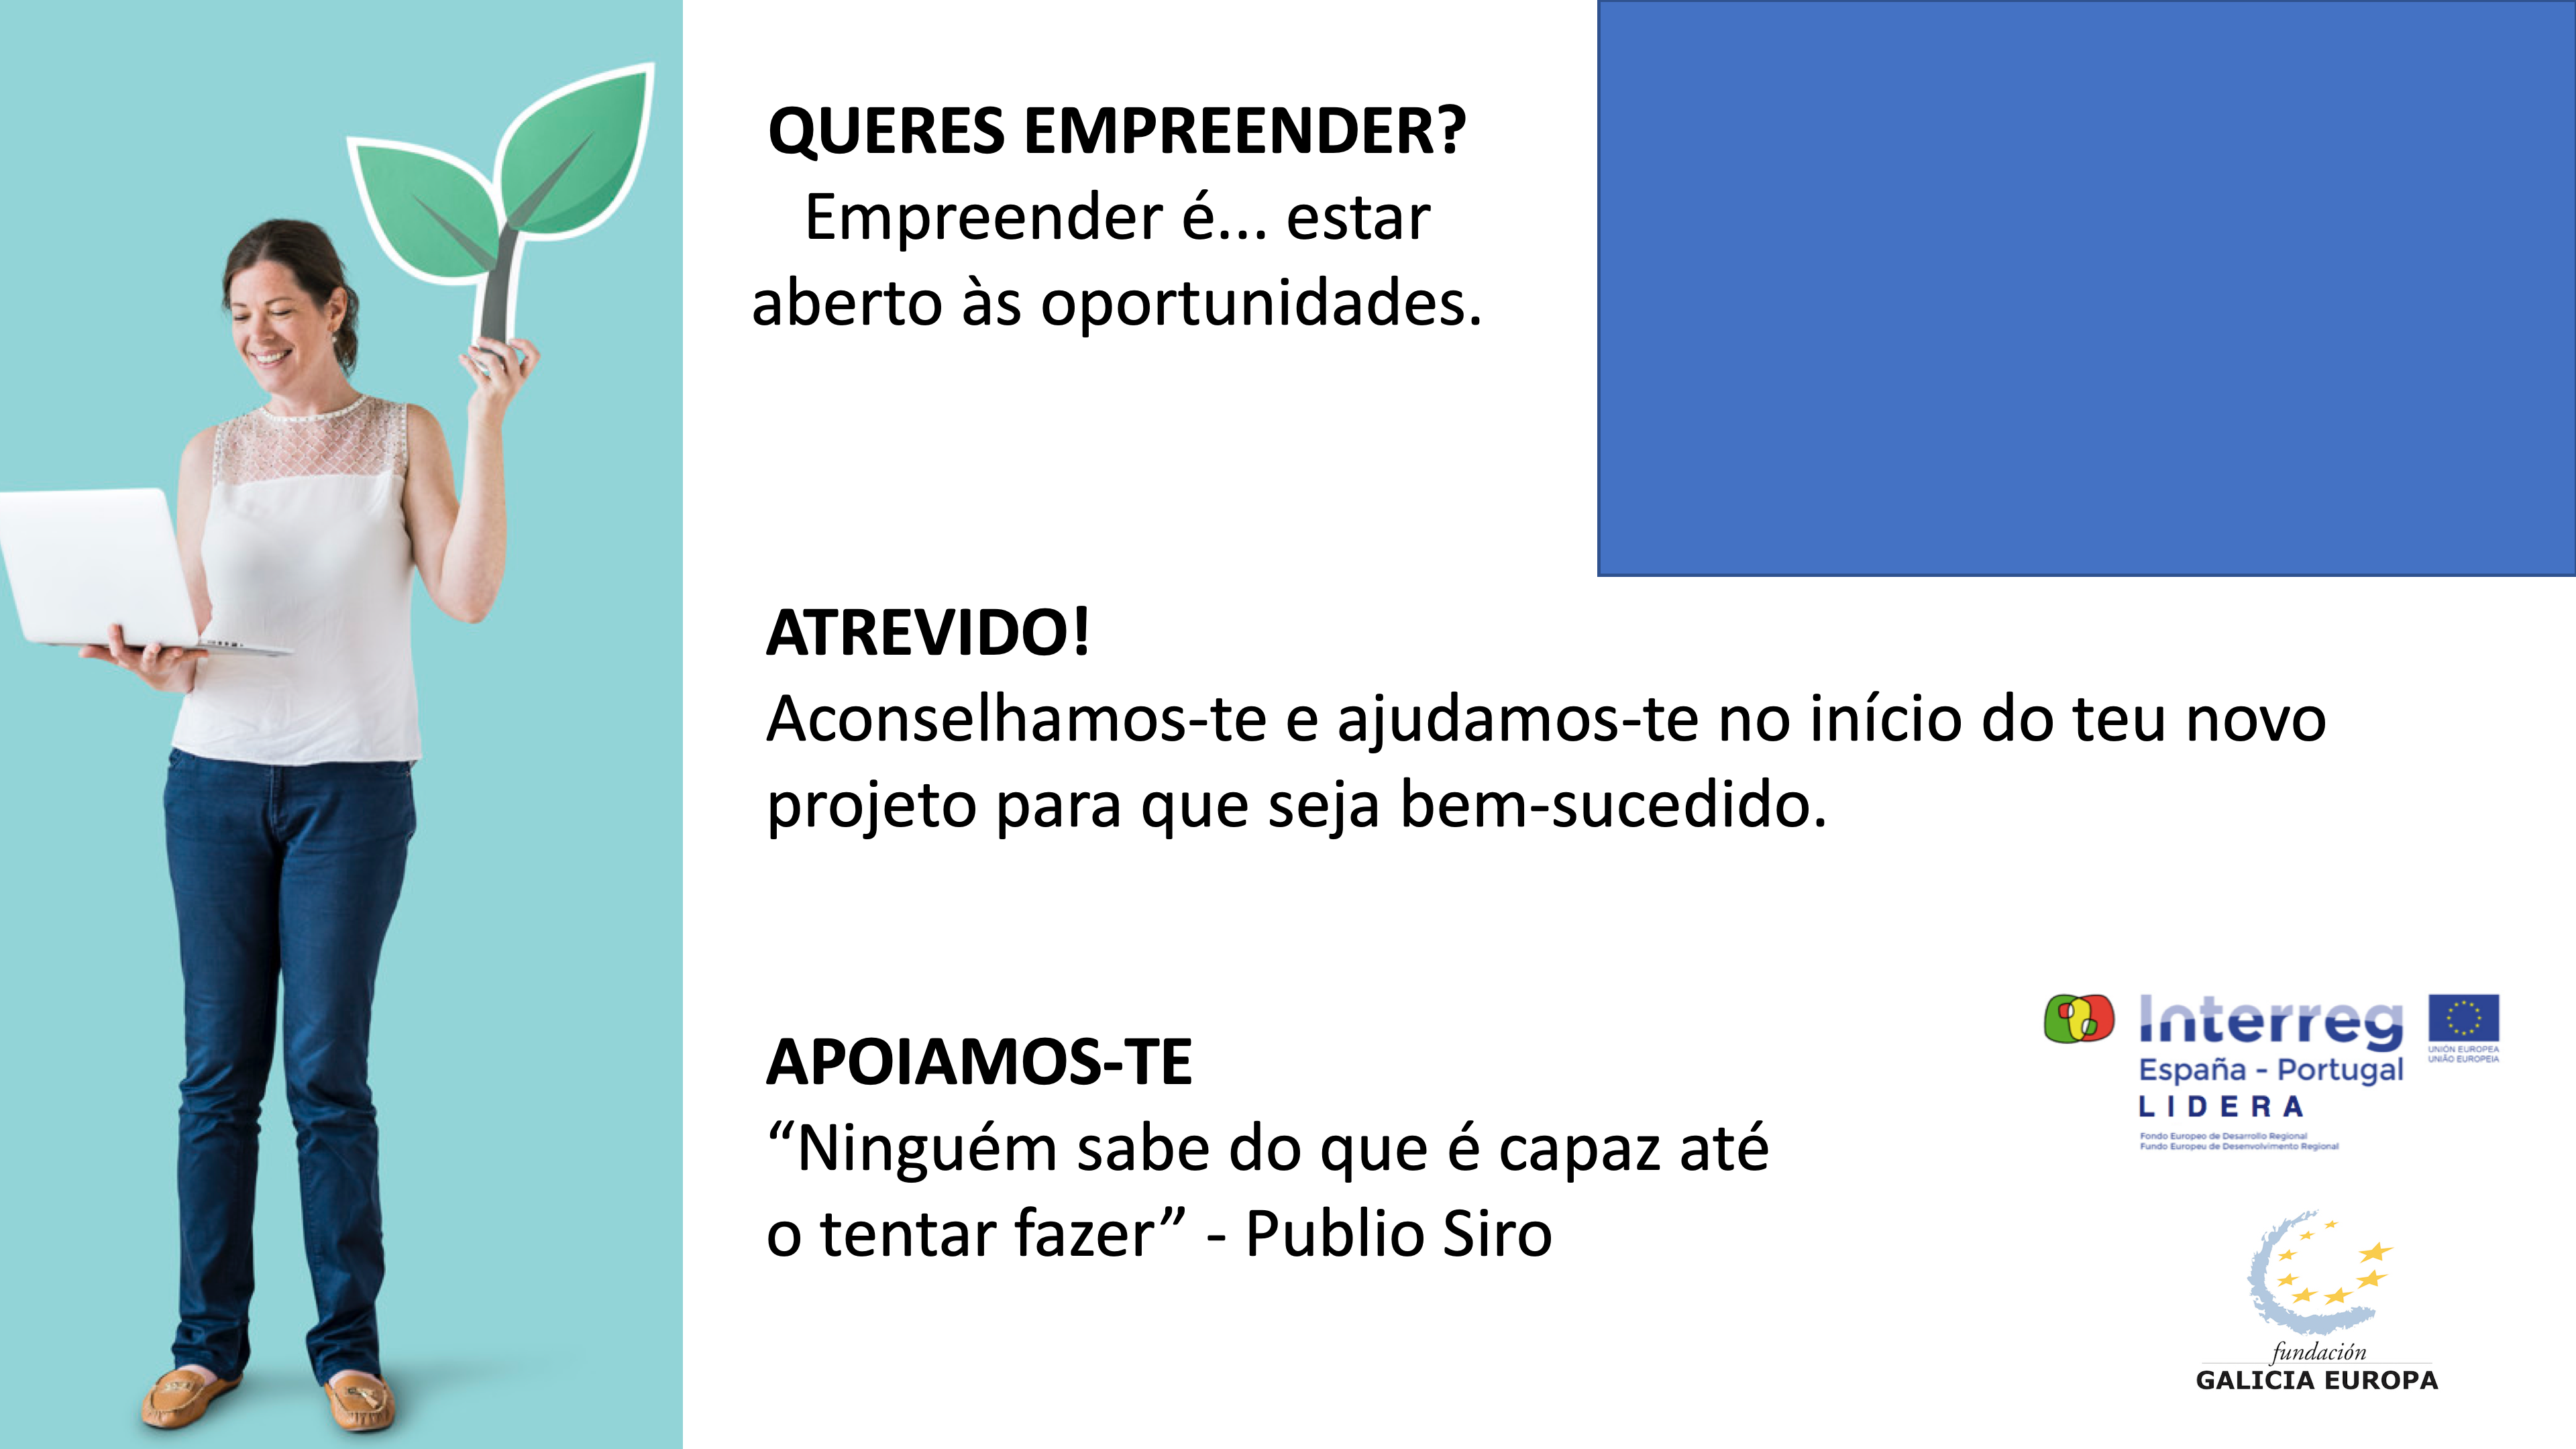 QUERES EMPREENDER?
Empreender é... estar
aberto às oportunidades.
ATREVIDO!
Aconselhamos-te e ajudamos-te no início do teu novo
projeto para que seja bem-sucedido.
APOIAMOS-TE
“Ninguém sabe do que é capaz até
o tentar fazer” - Publio Siro
Interreg
España - Portugal
LIDERA
Fondo Europeo de Desarrollo Regional
Fundo Europeu de Desenvolvimento Regional
UNIÓN EUROPEA
UNIÃO EUROPEIA
fundación
GALICIA EUROPA